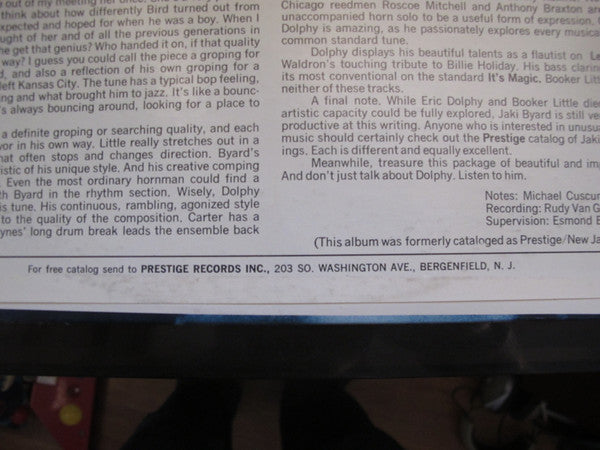 out of my meeting her once.
think about how differently Bird turned out from
expected and hoped for when he was a boy. When I
ught of her and of all the previous generations in
he get that genius? Who handed it on, if that quality
way? I guess you could call the piece a groping for
d, and also a reflection of his own groping for a
left Kansas City. The tune has a typical bop feeling,
ng and what brought him to jazz. It's like a bounc-
's always bouncing around, looking for a place to
a definite groping or searching quality, and each
vor in his own way. Little really stretches out in a
hat often stops and changes direction. Byard's
istic of his unique style. And his creative comping
. Even the most ordinary hornman could find a
th Byard in the rhythm section. Wisely, Dolphy
is tune. His continuous, rambling, agonized style
to the quality of the composition. Carter has a
ynes' long drum break leads the ensemble back
Chicago reedmen Roscoe Mitchell and Anthony Braxton are
unaccompanied horn solo to be a useful form of expression.
Dolphy is amazing, as he passionately explores every musica
common standard tune.
Dolphy displays his beautiful talents as a flautist on Le
Waldron's touching tribute to Billie Holiday. His bass clarin
its most conventional on the standard It's Magic. Booker Littl
neither of these tracks.
A final note. While Eric Dolphy and Booker Little died
artistic capacity could be fully explored, Jaki Byard is still ver
productive at this writing. Anyone who is interested in unusua
music should certainly check out the Prestige catalog of Jaki
ings. Each is different and equally excellent.
Meanwhile, treasure this package of beautiful and imp
And don't just talk about Dolphy. Listen to him.
Notes: Michael Cuscun
Recording: Rudy Van G
Supervision: Esmond E
(This album was formerly cataloged as Prestige/New Ja
For free catalog send to PRESTIGE RECORDS INC., 203 SO. WASHINGTON AVE., BERGENFIELD, N. J.